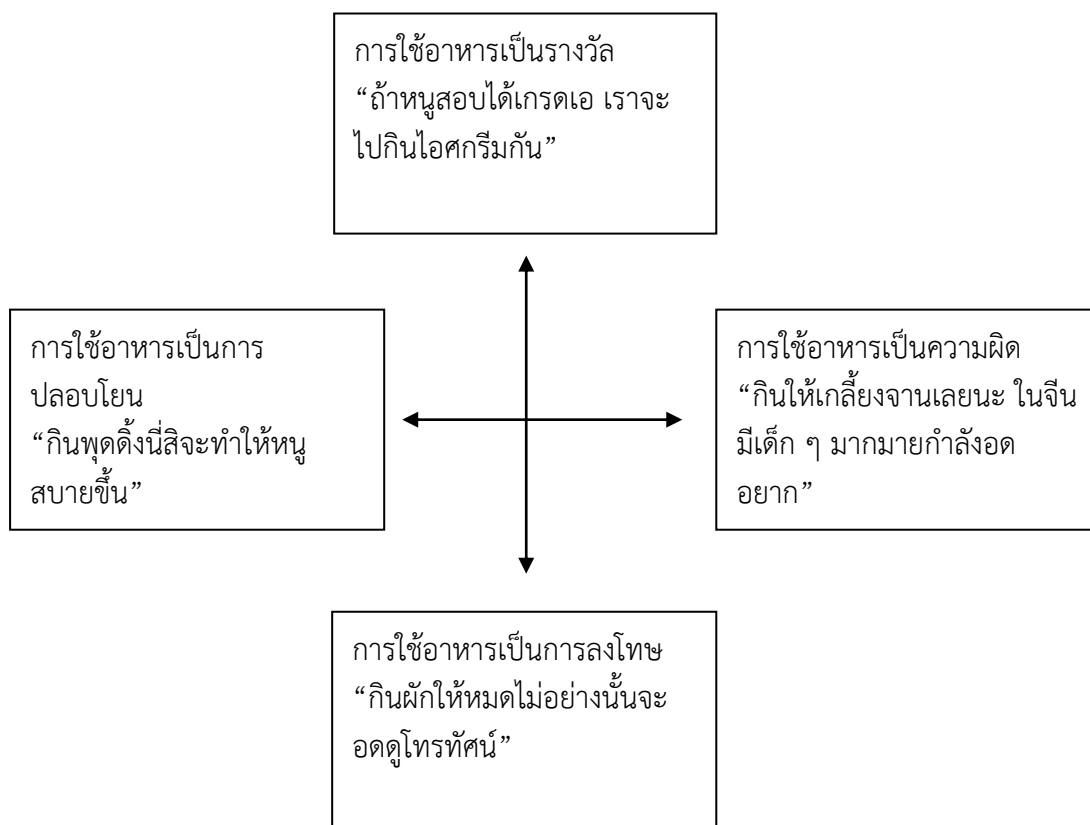 การใช้อาหารเป็นรางวัล
“ถ้าหนูสอบได้เกรดเอ เราจะ
ไปกินไอศกรีมกัน”
การใช้อาหารเป็นการ
ปลอบโยน
“กินพุดดิ้งนี่สิจะทำให้หนู
สบายขึ้น”
การใช้อาหารเป็นความผิด
“กินให้เกลี้ยงจานเลยนะ ในจีน
มีเด็ก ๆ มากมายกำลังอด
อยาก”
การใช้อาหารเป็นการลงโทษ
“กินผักให้หมดไม่อย่างนั้นจะ
อดดูโทรทัศน์”